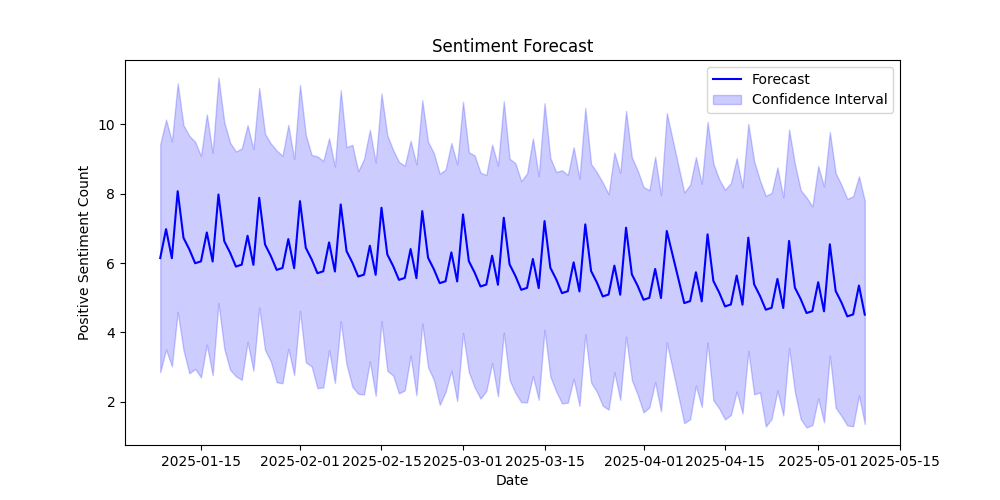 Sentiment Forecast
Forecast
Confidence Interval
Positive Sentiment Count
10
8
6
4
2
2025-01-15
2025-02-01
2025-02-15
2025-03-01
2025-03-15
2025-04-01
2025-04-15
2025-05-01
2025-05-15
Date